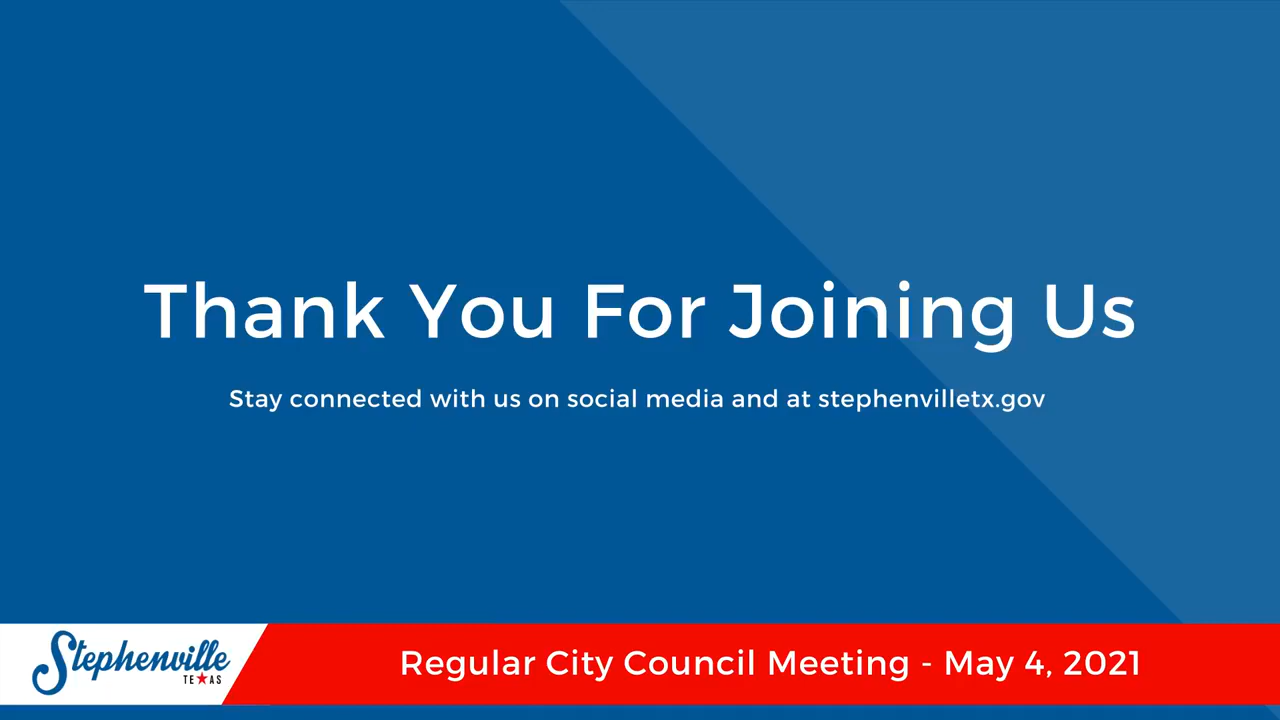 Thank You For Joining Us
Stay connected with us on social media and at stephenvilletx.gov
Stephenville
TEXAS
Regular City Council Meeting - May 4, 2021